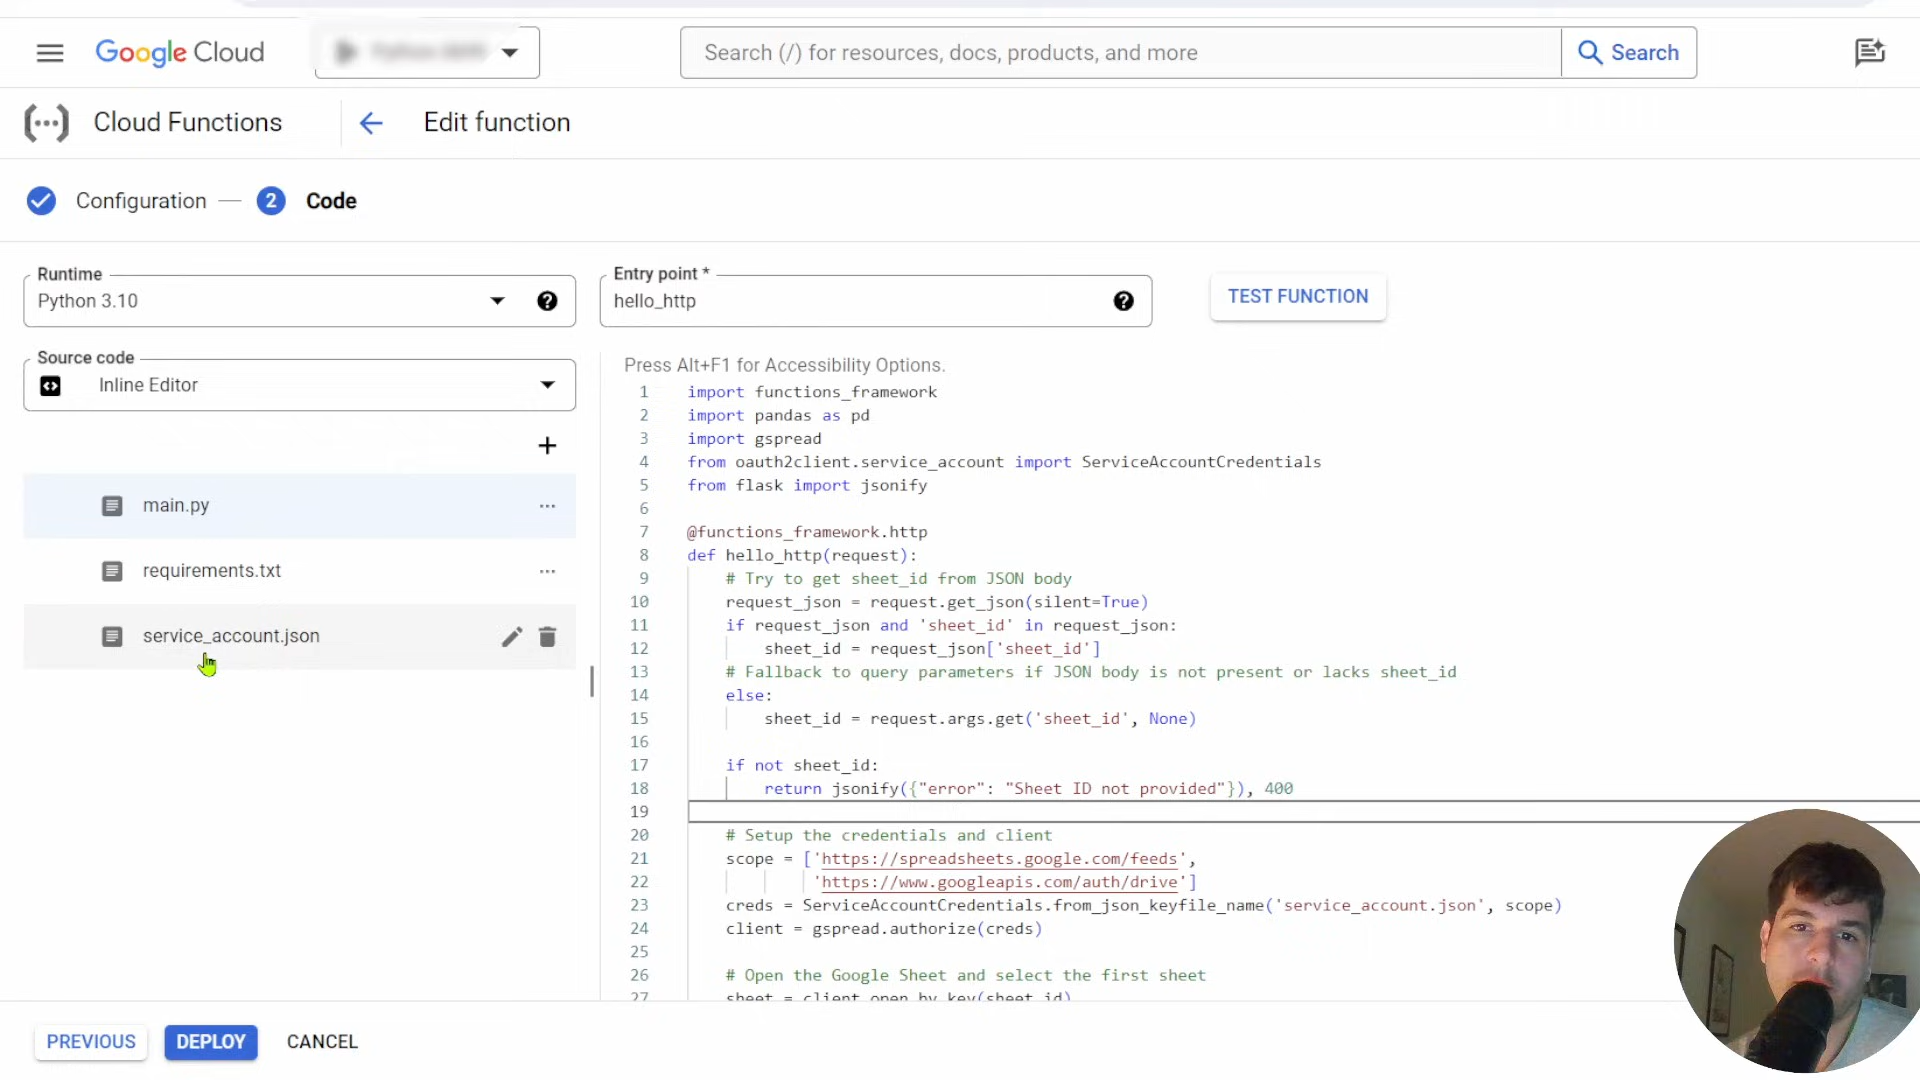 Google Cloud
Search (/) for resources, docs, products, and more
Search
Cloud Functions
Edit function
Configuration
2
Code
Runtime
Python 3.10
Entry point *
hello_http
TEST FUNCTION
Source code
Inline Editor
main.py
requirements.txt
service_account.json
Press Alt+F1 for Accessibility Options.
1 import functions_framework
2 import pandas as pd
3 import gspread
4 from oauth2client.service_account import ServiceAccountCredentials
5 from flask import jsonify
6
7 @functions_framework.http
8 def hello_http(request):
9 # Try to get sheet_id from JSON body
10 request_json = request.get_json(silent=True)
11 if request_json and 'sheet_id' in request_json:
12 sheet_id = request_json['sheet_id']
13 # Fallback to query parameters if JSON body is not present or lacks sheet_id
14 else:
15 sheet_id = request.args.get('sheet_id', None)
16
17 if not sheet_id:
18 return jsonify({"error": "Sheet ID not provided"}), 400
19
20 # Setup the credentials and client
21 scope = ['https://spreadsheets.google.com/feeds',
22 'https://www.googleapis.com/auth/drive']
23 creds = ServiceAccountCredentials.from_json_keyfile_name('service_account.json', scope)
24 client = gspread.authorize(creds)
25
26 # Open the Google Sheet and select the first sheet
27 sheet = client.open_by_key(sheet_id)
PREVIOUS
DEPLOY
CANCEL